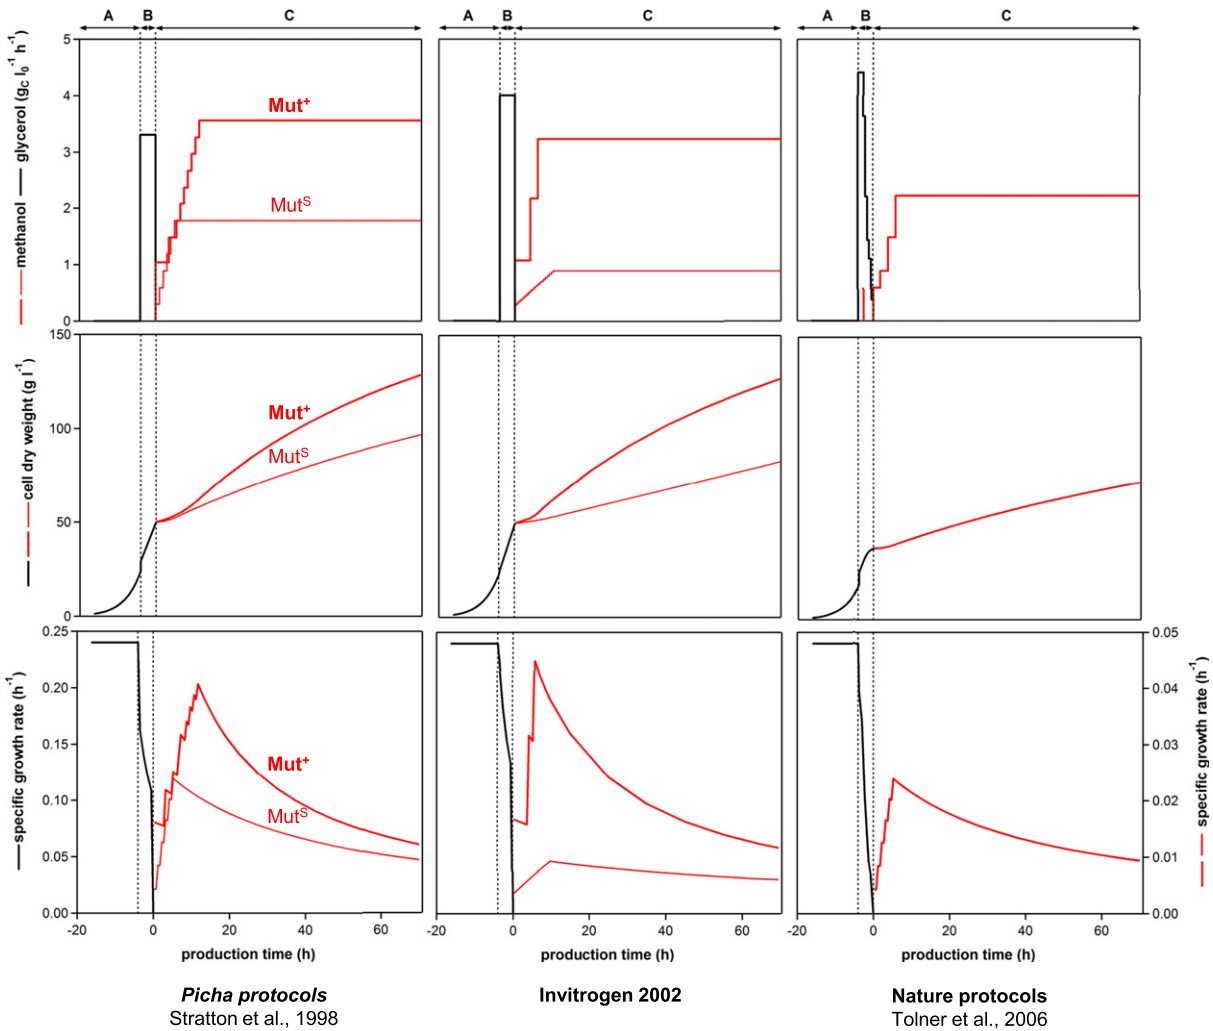 A B C A B C A B C
methanol glycerol (gC l0-1 h-1)
5
4
3
2
1
0
Mut+
MutS
cell dry weight (g l-1)
150
100
50
0
Mut+
MutS
specific growth rate (h-1)
0.25
0.20
0.15
0.10
0.05
0.00
Mut+
MutS
0.05
0.04
0.03
0.02
0.01
0.00
specific growth rate (h-1)
-20 0 20 40 60 -20 0 20 40 60 -20 0 20 40 60
production time (h) production time (h) production time (h)
Picha protocols Invitrogen 2002 Nature protocols
Stratton et al., 1998 Tolner et al., 2006